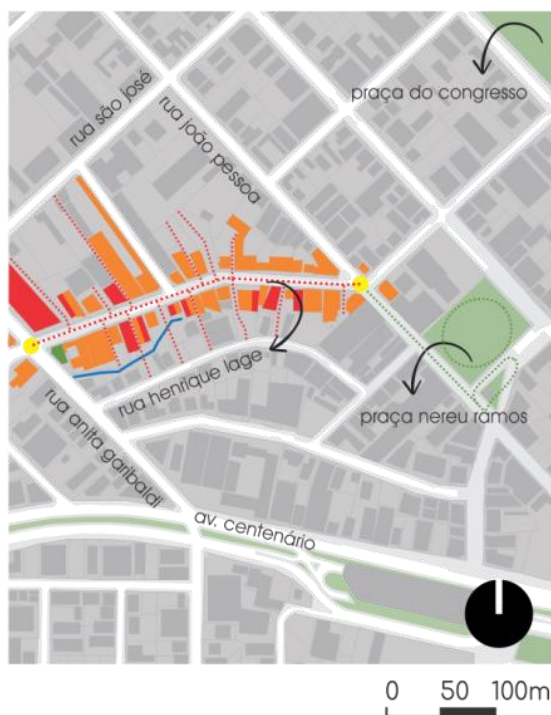 praça do congresso
rua são josé
rua joão pessoa
rua henrique lage
praça nereu ramos
rua anita garibaldi
av. centenário
0 50 100m